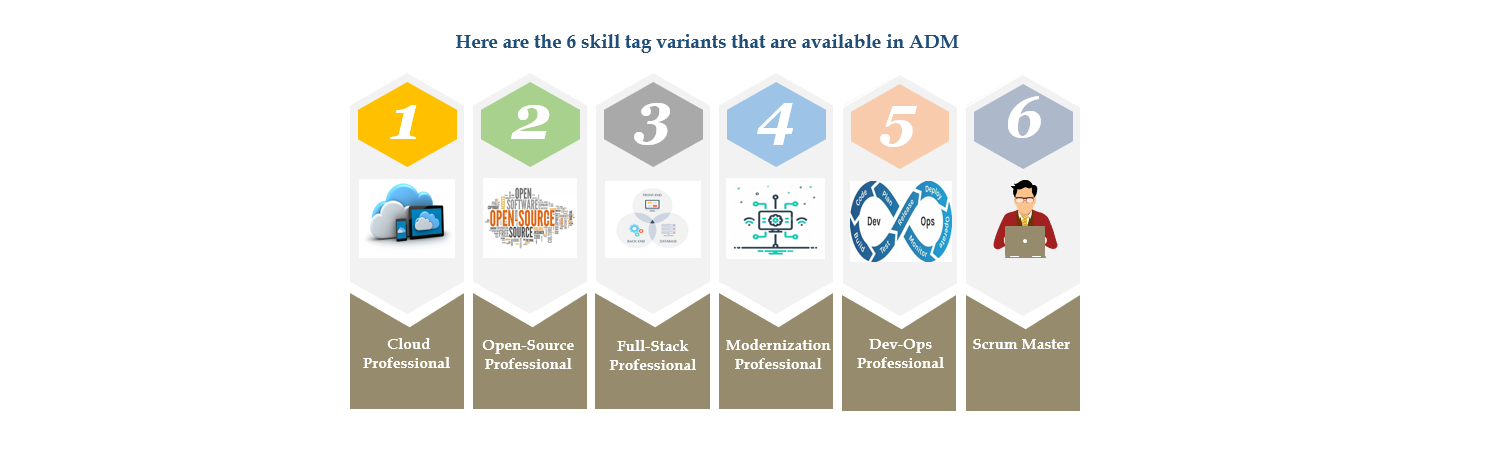 Here are the 6 skill tag variants that are available in ADM
1
2
3
4
5
6
OPEN
SOFTWARE
OPEN-SOURCE
SOURCE
FRONT-END
BACK-END
DATABASE
Code
Plan
Build
Test
Dev
Release
Deploy
Ops
Operate
Monitor
Cloud
Professional
Open-Source
Professional
Full-Stack
Professional
Modernization
Professional
Dev-Ops
Professional
Scrum Master